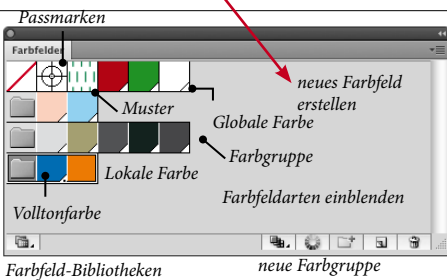 Passmarken
Farbfelder
neues Farbfeld
erstellen
Muster
Globale Farbe
Farbgruppe
Lokale Farbe
Farbfeldarten einblenden
Volltonfarbe
Farbfeld-Bibliotheken
neue Farbgruppe